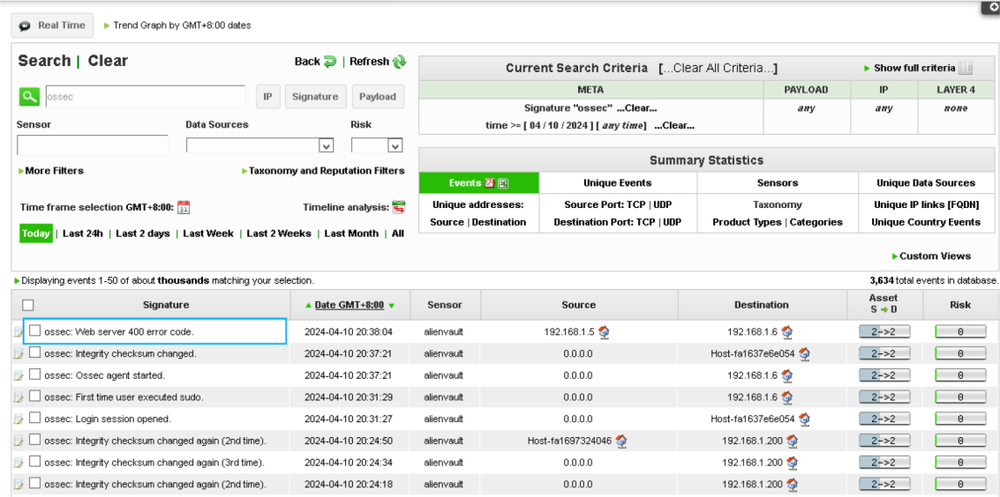 Real Time Trend Graph by GMT+8:00 dates
Search | Clear Back | Refresh
ossec IP Signature Payload
Sensor Data Sources Risk
More Filters Taxonomy and Reputation Filters
Time frame selection GMT+8:00: 31 Timeline analysis:
Today | Last 24h | Last 2 days | Last Week | Last 2 Weeks | Last Month | All
Current Search Criteria [...Clear All Criteria...] Show full criteria
META PAYLOAD IP LAYER 4
Signature "ossec" ...Clear... any any none
time >= [ 04 / 10 / 2024 ] [ any time] ...Clear...
Summary Statistics
Events Unique Events Sensors Unique Data Sources
Unique addresses: Source Port: TCP | UDP Taxonomy Unique IP links [FQDN]
Source | Destination Destination Port: TCP | UDP Product Types | Categories Unique Country Events
Custom Views
Displaying events 1-50 of about thousands matching your selection. 3,634 total events in database.
Signature Date GMT+8:00 Sensor Source Destination Asset S → D Risk
ossec: Web server 400 error code. 2024-04-10 20:38:04 alienvault 192.168.1.5 192.168.1.6 2->2 0
ossec: Integrity checksum changed. 2024-04-10 20:37:21 alienvault 0.0.0.0 Host-fa1637e6e054 2->2 0
ossec: Ossec agent started. 2024-04-10 20:37:21 alienvault 0.0.0.0 192.168.1.6 2->2 0
ossec: First time user executed sudo. 2024-04-10 20:31:29 alienvault 0.0.0.0 192.168.1.6 2->2 0
ossec: Login session opened. 2024-04-10 20:31:27 alienvault 0.0.0.0 Host-fa1637e6e054 2->2 0
ossec: Integrity checksum changed again (2nd time). 2024-04-10 20:24:50 alienvault Host-fa1697324046 192.168.1.200 2->2 0
ossec: Integrity checksum changed again (3rd time). 2024-04-10 20:24:34 alienvault 0.0.0.0 192.168.1.200 2->2 0
ossec: Integrity checksum changed again (2nd time). 2024-04-10 20:24:18 alienvault 0.0.0.0 192.168.1.200 2->2 0